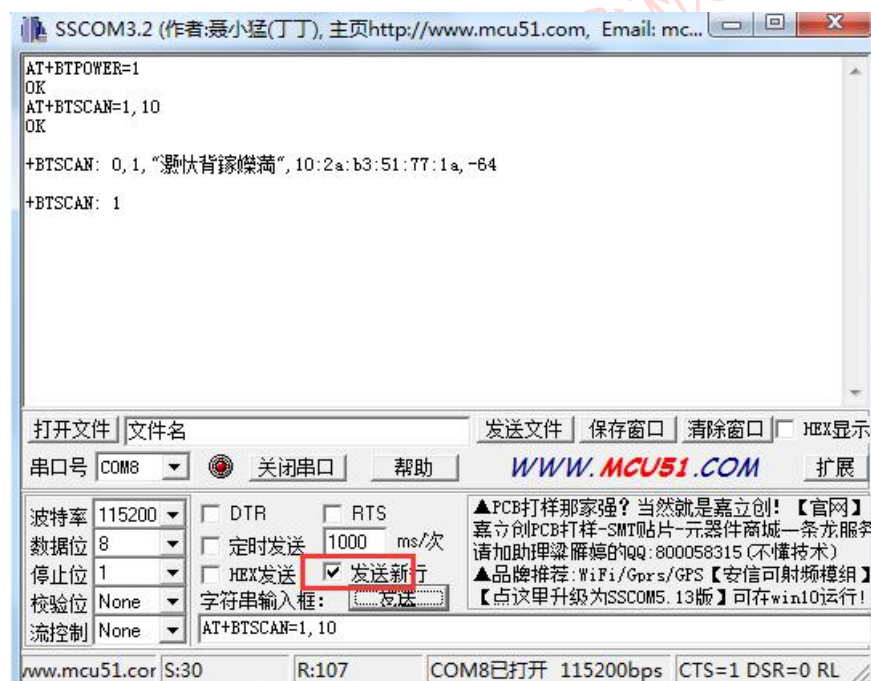 SSCOM3.2 (作者:聂小猛(丁丁), 主页http://www.mcu51.com, Email: mc...
AT+BTPOWER=1
OK
AT+BTSCAN=1,10
OK
+BTSCAN: 0,1,"灏忕背鎵嬫満",10:2a:b3:51:77:1a,-64
+BTSCAN: 1
打开文件 文件名 发送文件 保存窗口 清除窗口 HEX显示
串口号 COM8 关闭串口 帮助 WWW.MCU51.COM 扩展
波特率 115200 DTR RTS
数据位 8 定时发送 1000 ms/次
停止位 1 HEX发送 发送新行
校验位 None 字符串输入框: 发送
流控制 None AT+BTSCAN=1,10
▲PCB打样那家强? 当然就是嘉立创! 【官网】
嘉立创PCB打样-SMT贴片-元器件商城—条龙服务
请加助理梁雁婷的QQ:800058315(不懂技术)
▲品牌推荐:WiFi/Gprs/GPS【安信可射频模组】
【点这里升级为SSCOM5.13版】可在win10运行!
www.mcu51.cor S:30 R:107 COM8已打开 115200bps CTS=1 DSR=0 RL